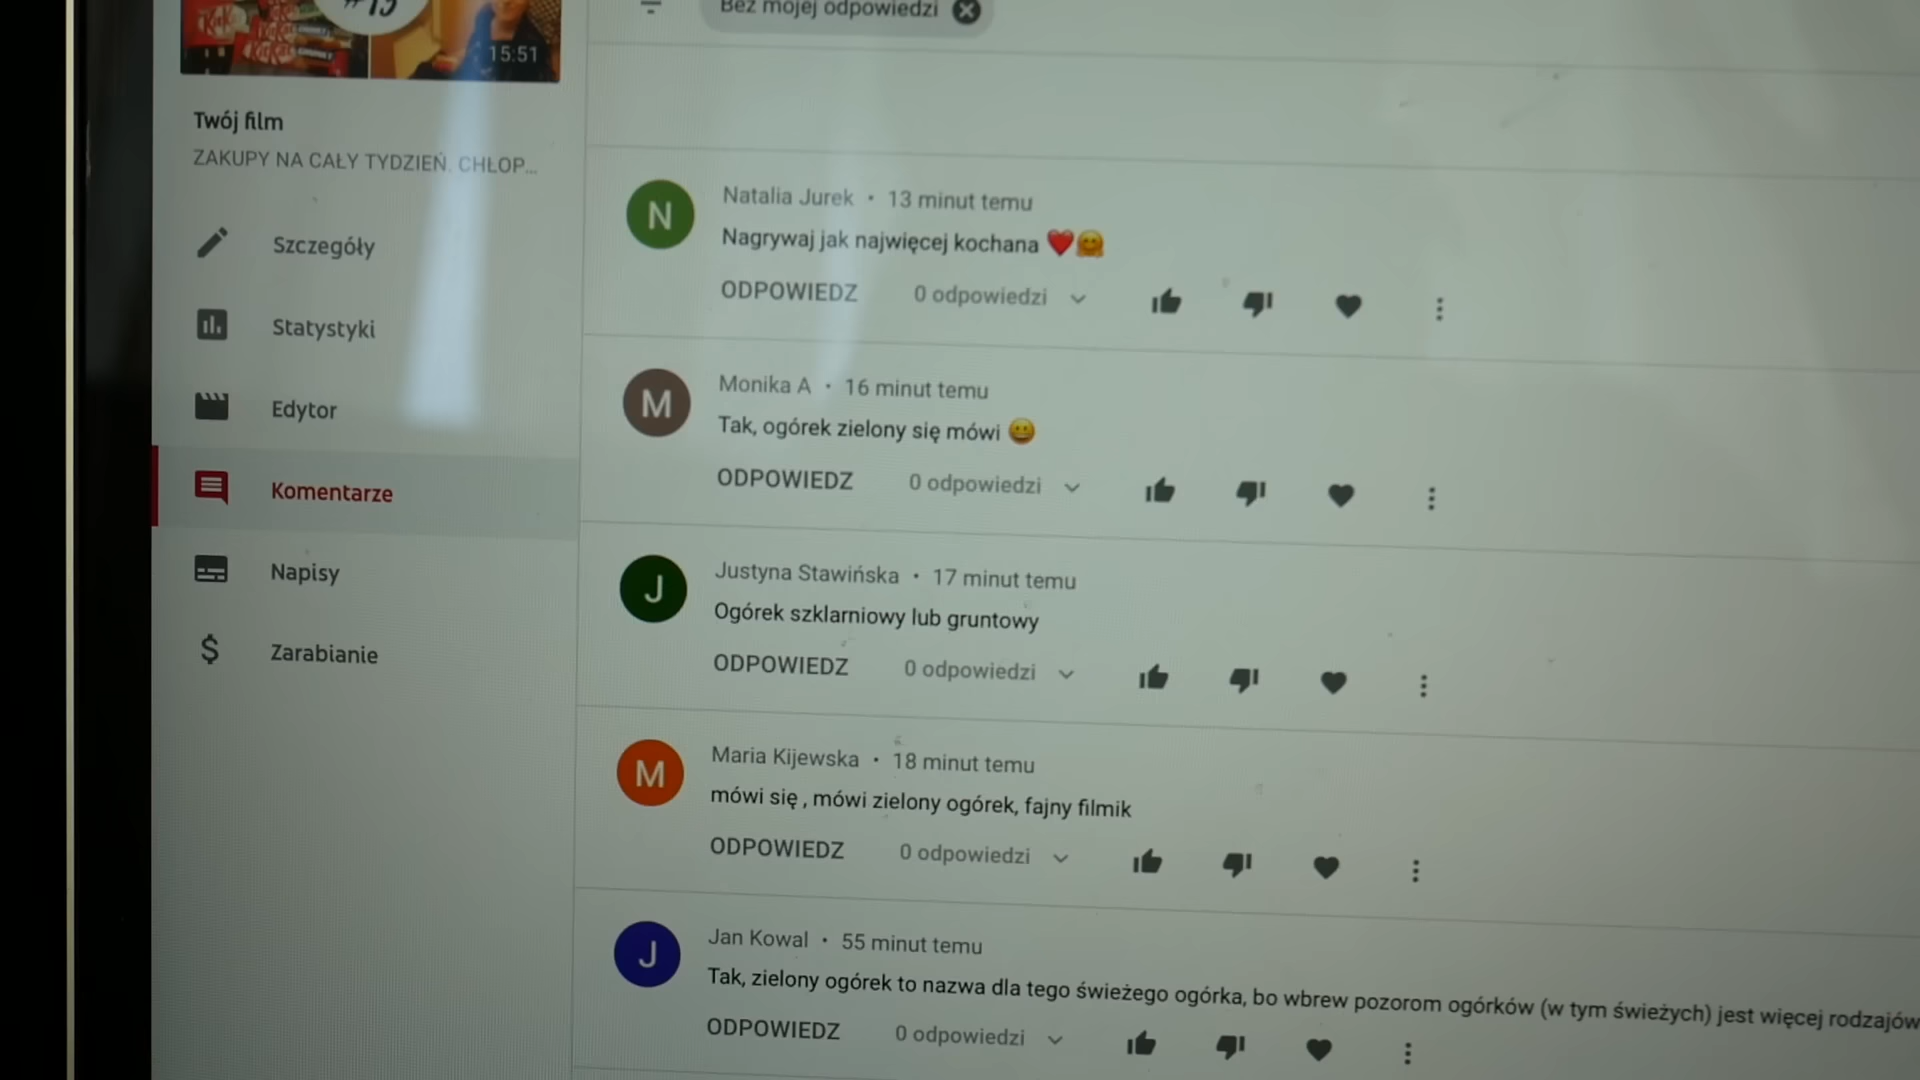 #15
KitKat
KitKat
15:51
Bez mojej odpowiedzi
Twój film
ZAKUPY NA CAŁY TYDZIEŃ. CHŁOP...
Szczegóły
Statystyki
Edytor
Komentarze
Napisy
Zarabianie
N
Natalia Jurek • 13 minut temu
Nagrywaj jak najwięcej kochana ❤️🤗
ODPOWIEDZ 0 odpowiedzi
M
Monika A • 16 minut temu
Tak, ogórek zielony się mówi 😀
ODPOWIEDZ 0 odpowiedzi
J
Justyna Stawińska • 17 minut temu
Ogórek szklarniowy lub gruntowy
ODPOWIEDZ 0 odpowiedzi
M
Maria Kijewska • 18 minut temu
mówi się , mówi zielony ogórek, fajny filmik
ODPOWIEDZ 0 odpowiedzi
J
Jan Kowal • 55 minut temu
Tak, zielony ogórek to nazwa dla tego świeżego ogórka, bo wbrew pozorom ogórków (w tym świeżych) jest więcej rodzajów
ODPOWIEDZ 0 odpowiedzi